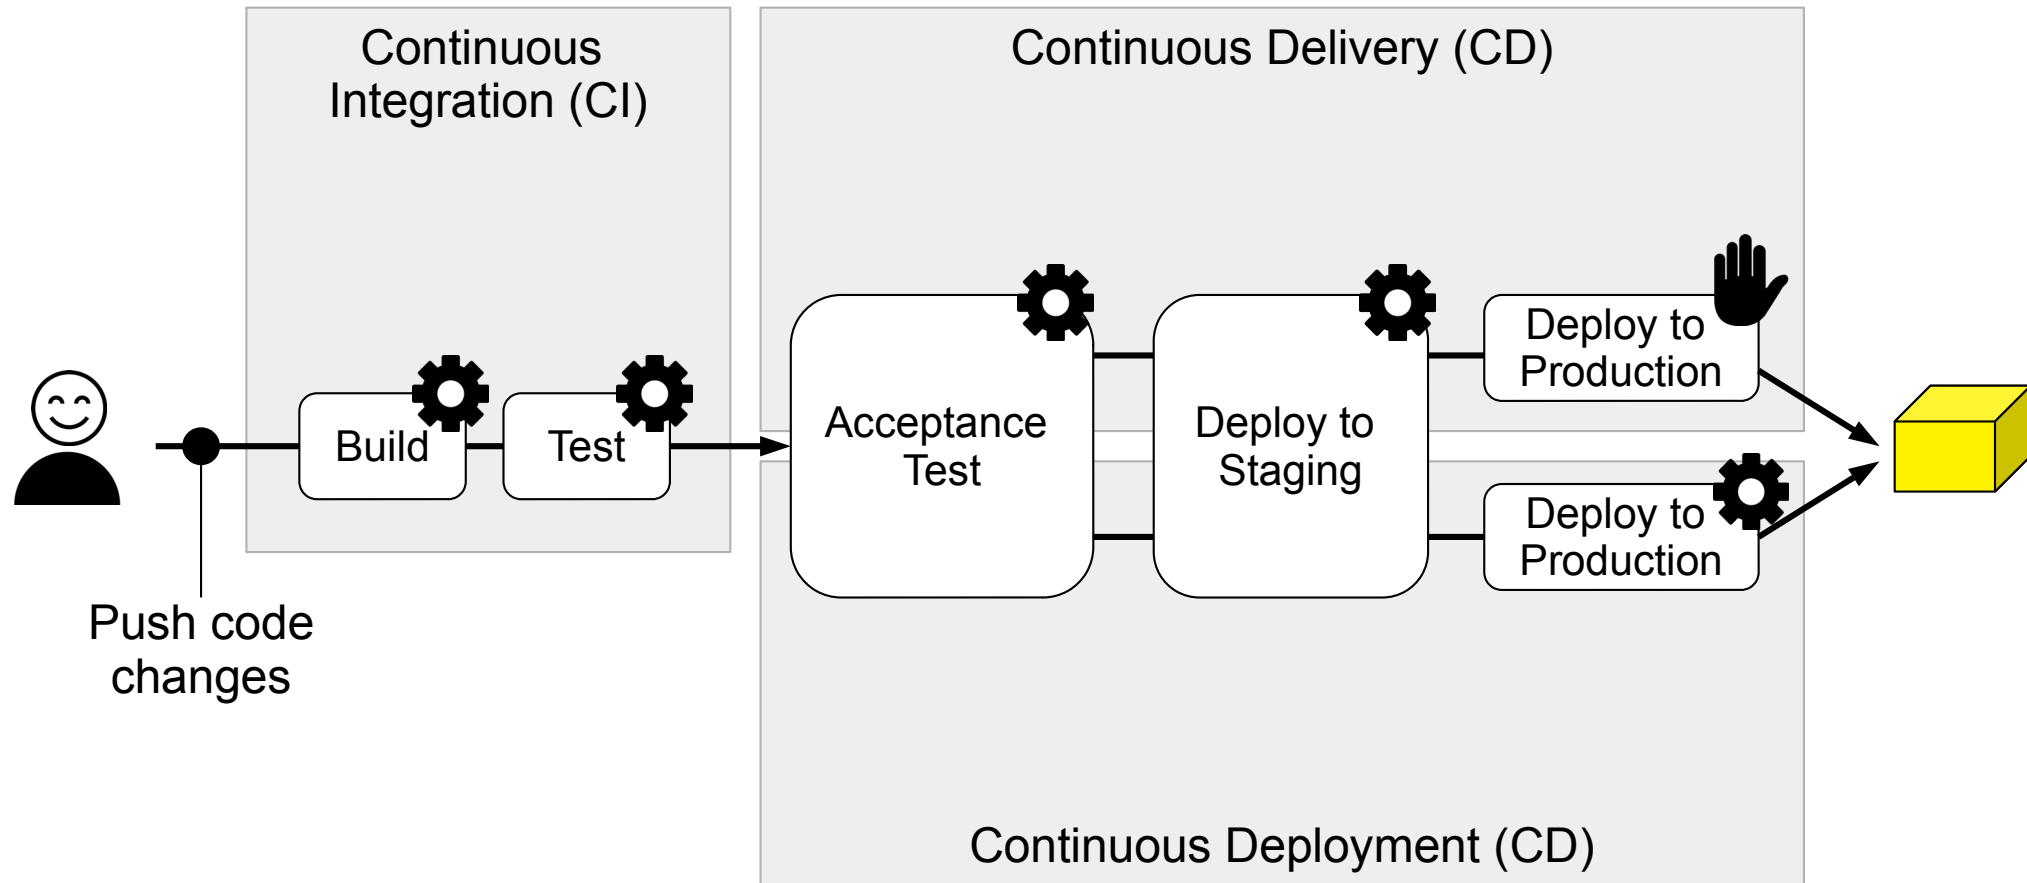 Continuous
Integration (CI)
Continuous Delivery (CD)
Build
Test
Acceptance
Test
Deploy to
Staging
Deploy to
Production
Deploy to
Production
Push code
changes
Continuous Deployment (CD)